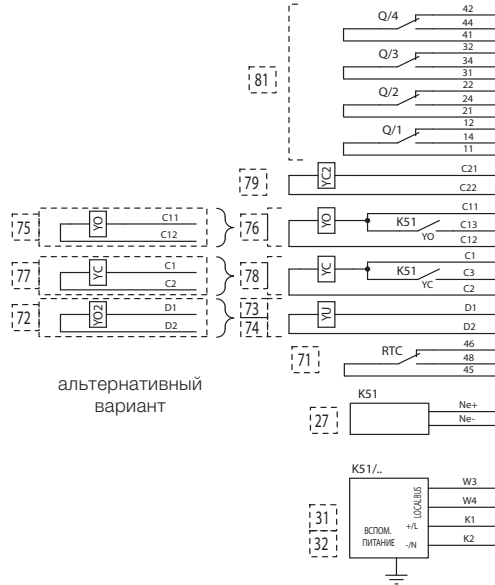 42
Q/4
44
41
32
Q/3
34
31
81
22
Q/2
24
21
12
Q/1
14
11
79
YC2
C21
C22
75
YO
C11
C12
76
YO
C11
K51
C13
YO
C12
77
YC
C1
C2
78
YC
C1
K51
C3
YC
C2
72
YO2
D1
D2
73
74
YU
D1
D2
71
RTC
46
48
45
альтернативный
вариант
K51
27
Ne+
Ne-
K51/..
31
32
LOCAL BUS
W3
W4
ВСПОМ.
ПИТАНИЕ
+/L
-/N
K1
K2